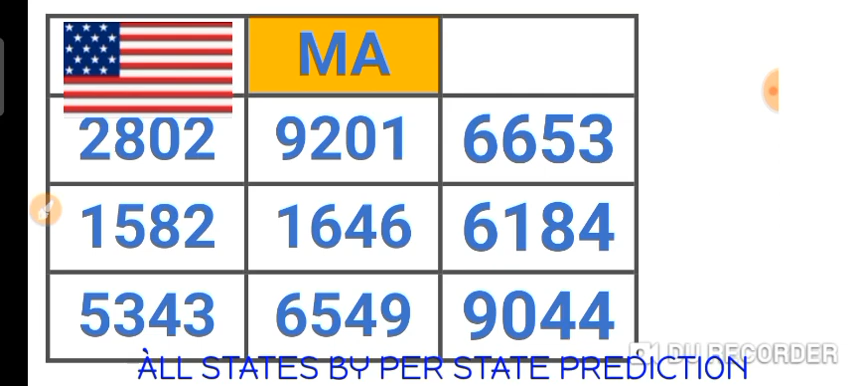 MA
2802 9201 6653
1582 1646 6184
5343 6549 9044
ÀLL STATES BY PER STATE PREDICTION
DU RECORDER